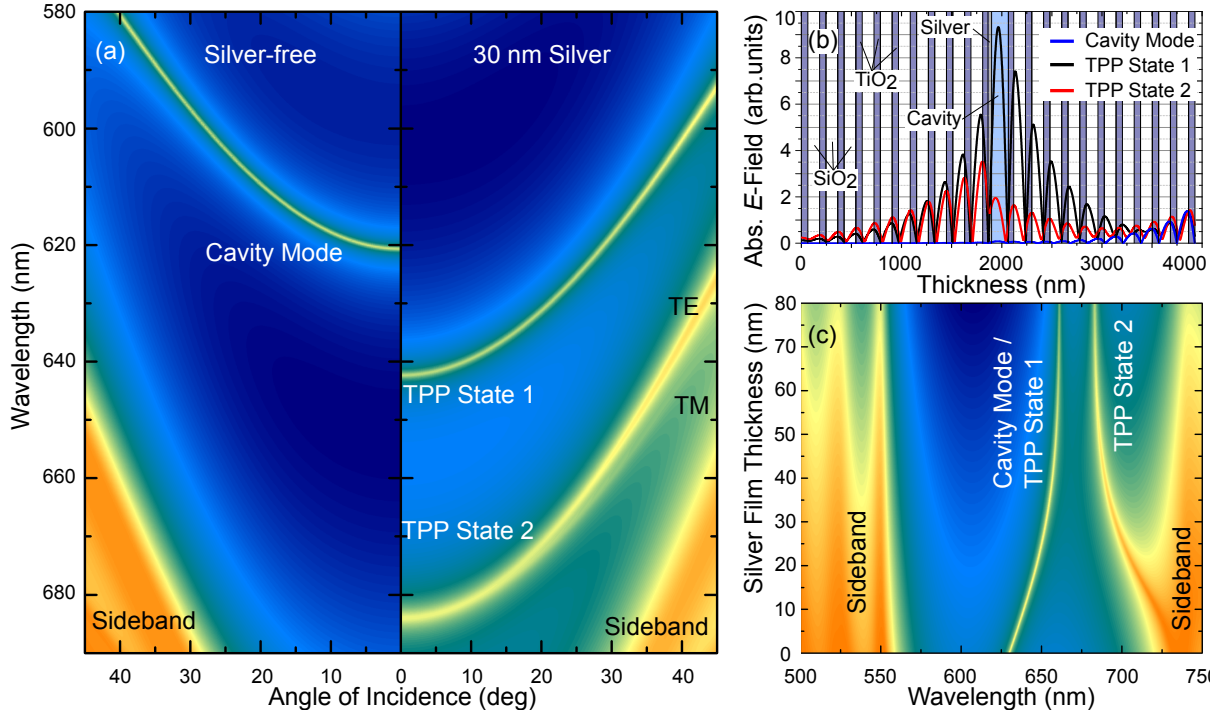 (a)
Silver-free
30 nm Silver
Cavity Mode
TPP State 1
TPP State 2
TE
TM
Sideband
Sideband
Wavelength (nm)
580
600
620
640
660
680
40 30 20 10 0 10 20 30 40
Angle of Incidence (deg)
(b)
Silver
TiO2
Cavity
SiO2
Cavity Mode
TPP State 1
TPP State 2
Abs. E-Field (arb.units)
10
8
6
4
2
0
0 1000 2000 3000 4000
Thickness (nm)
(c)
Cavity Mode /
TPP State 1
TPP State 2
Sideband
Sideband
Silver Film Thickness (nm)
80
70
60
50
40
30
20
10
0
500 550 600 650 700 750
Wavelength (nm)